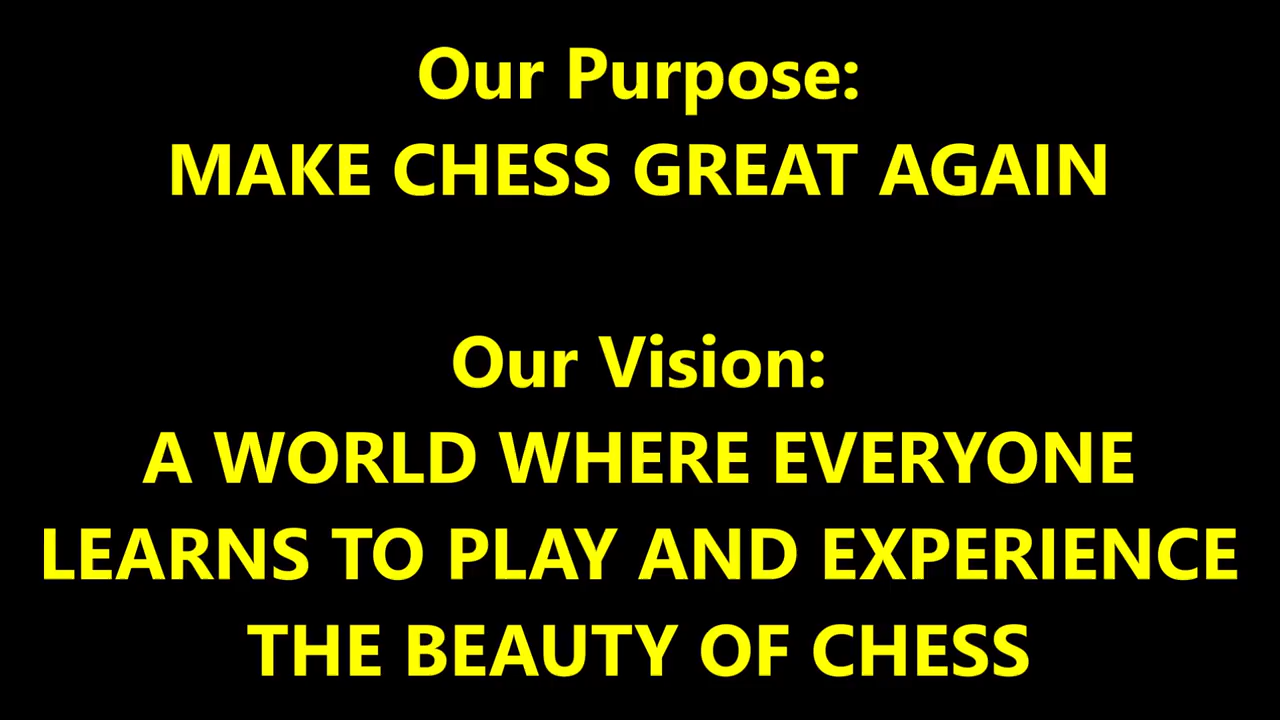 Our Purpose:
MAKE CHESS GREAT AGAIN
Our Vision:
A WORLD WHERE EVERYONE
LEARNS TO PLAY AND EXPERIENCE
THE BEAUTY OF CHESS